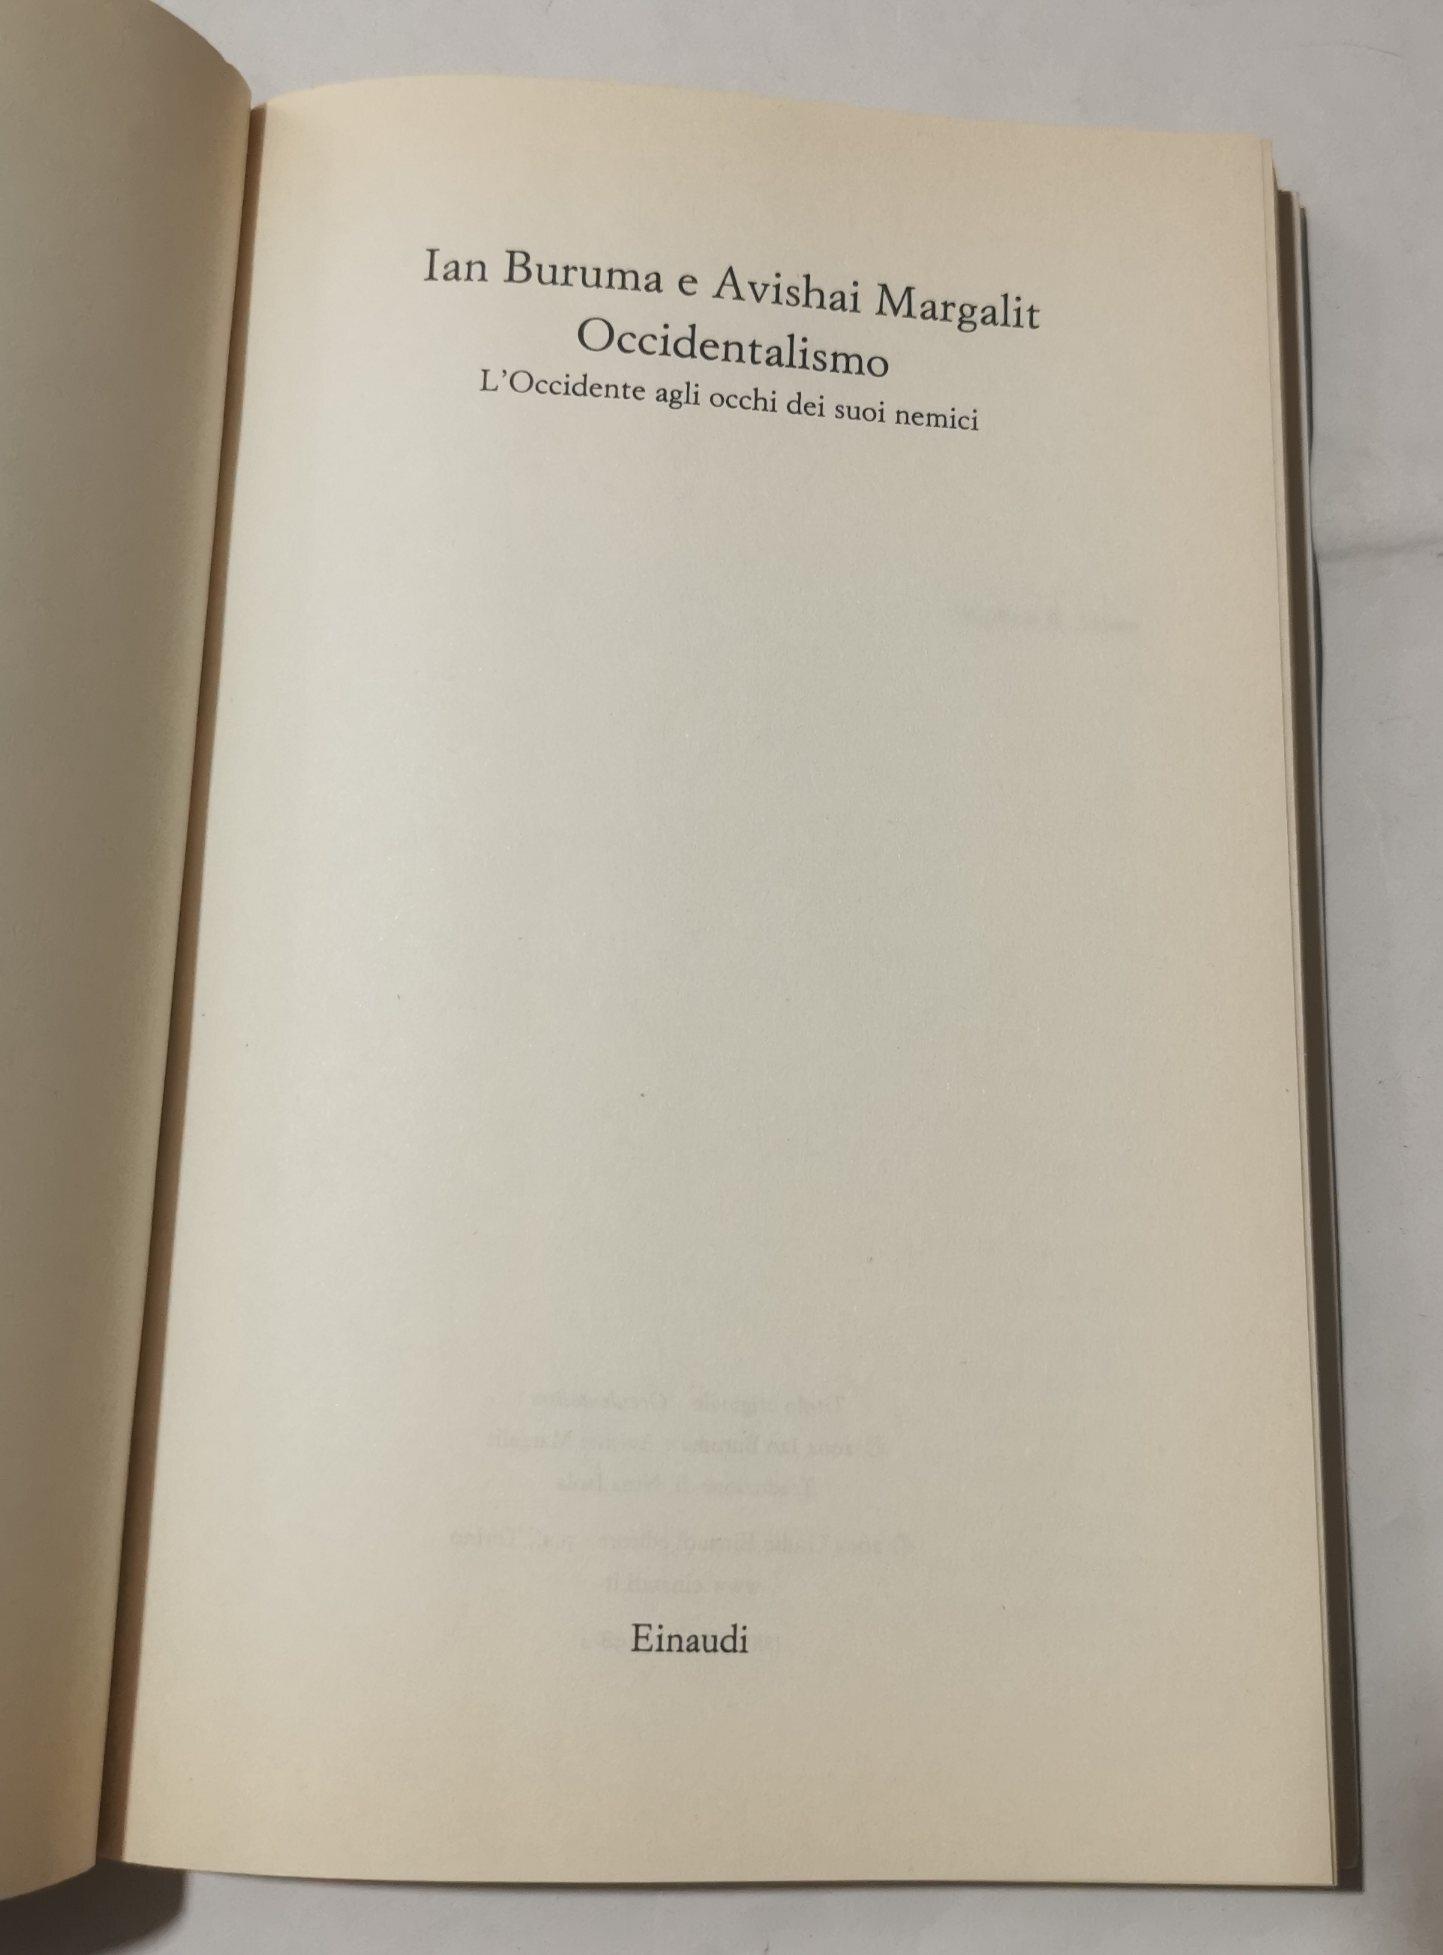 Ian Buruma e Avishai Margalit
Occidentalismo
L'Occidente agli occhi dei suoi nemici
Einaudi